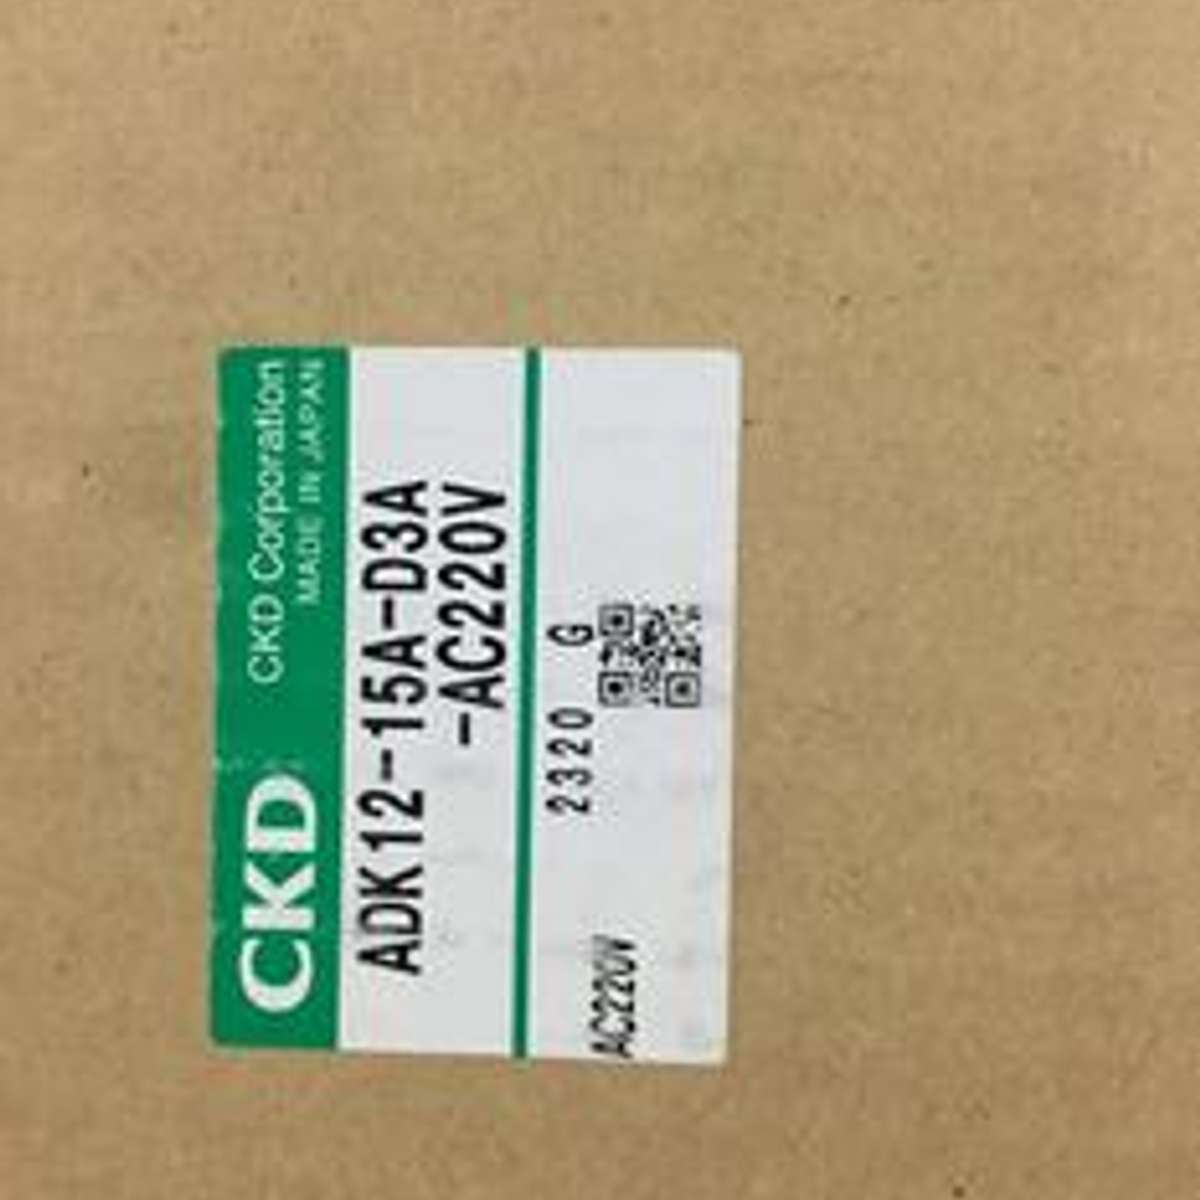 CKD CKD Corporation
MADE IN JAPAN
ADK12-15A-D3A
-AC220V
2320 G
AC220V